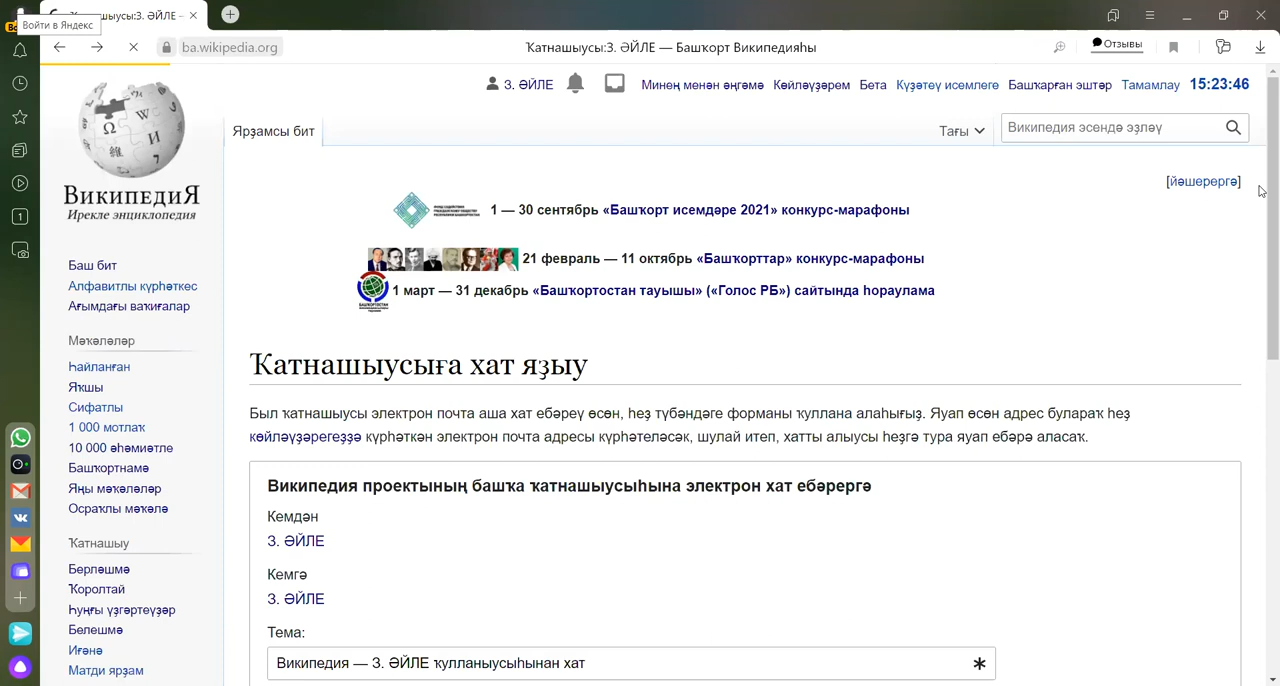 Ҡатнашыусы:З. ӘЙЛЕ –
Войти в Яндекс
ba.wikipedia.org
Ҡатнашыусы:З. ӘЙЛЕ — Башҡорт Википедияһы
Отзывы
З. ӘЙЛЕ Минең менән әңгәмә Көйләүҙәрем Бета Күҙәтеү исемлеге Башҡарған эштәр Тамамлау 15:23:46
Ярҙамсы бит
Тағы
Википедия эсендә эҙләү
ВикипедиЯ
Ирекле энциклопедия
[йәшерергә]
1 — 30 сентябрь «Башҡорт исемдәре 2021» конкурс-марафоны
21 февраль — 11 октябрь «Башҡорттар» конкурс-марафоны
1 март — 31 декабрь «Башҡортостан тауышы» («Голос РБ») сайтында һораулама
Баш бит
Алфавитлы күрһәткес
Ағымдағы ваҡиғалар
Мәҡәләләр
Һайланған
Яҡшы
Сифатлы
1 000 мотлаҡ
10 000 әһәмиәтле
Башҡортнамә
Яңы мәҡәләләр
Осраҡлы мәҡәлә
Ҡатнашыу
Берләшмә
Ҡоролтай
Һуңғы үҙгәртеүҙәр
Белешмә
Иғәнә
Матди ярҙам
Ҡатнашыусыға хат яҙыу
Был ҡатнашыусы электрон почта аша хат ебәреү өсөн, һеҙ түбәндәге форманы ҡуллана алаһығыҙ. Яуап өсөн адрес булараҡ һеҙ
көйләүҙәрегеҙҙә күрһәткән электрон почта адресы күрһәтеләсәк, шулай итеп, хатты алыусы һеҙгә тура яуап ебәрә аласаҡ.
Википедия проектының башҡа ҡатнашыусыһына электрон хат ебәрергә
Кемдән
З. ӘЙЛЕ
Кемгә
З. ӘЙЛЕ
Тема:
Википедия — З. ӘЙЛЕ ҡулланыусыһынан хат